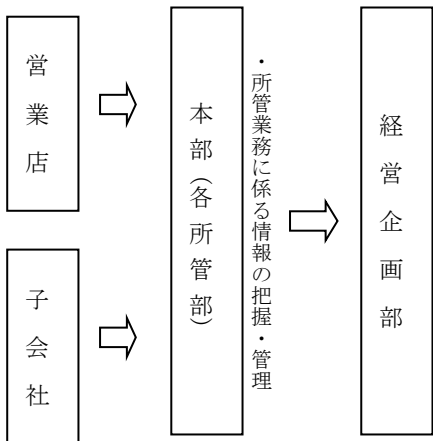 営業店
子会社
本部（各所管部）
・所管業務に係る情報の把握・管理
経営企画部